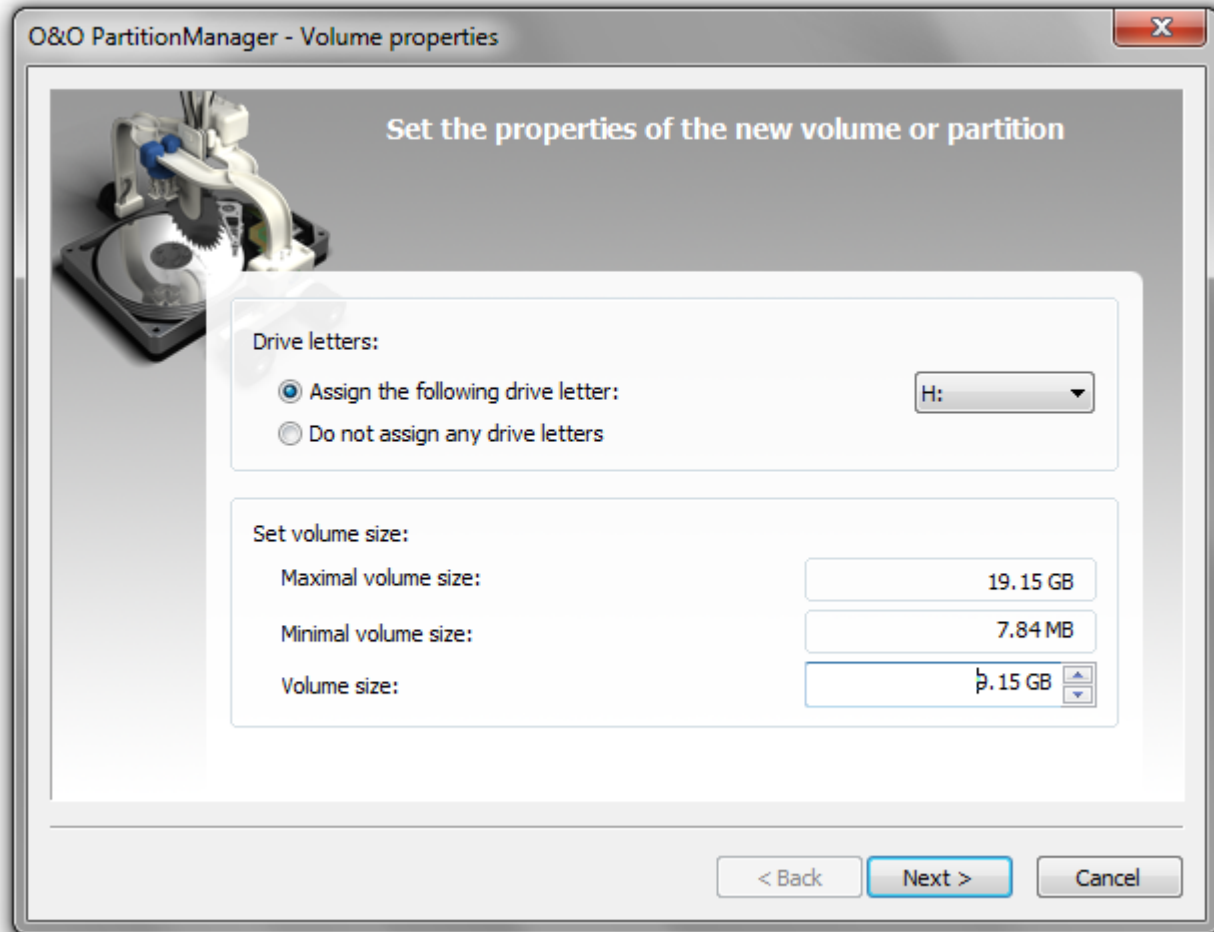 O&O PartitionManager - Volume properties
Set the properties of the new volume or partition
Drive letters:
Assign the following drive letter:
H:
Do not assign any drive letters
Set volume size:
Maximal volume size:
19.15 GB
Minimal volume size:
7.84 MB
Volume size:
9.15 GB
< Back
Next >
Cancel